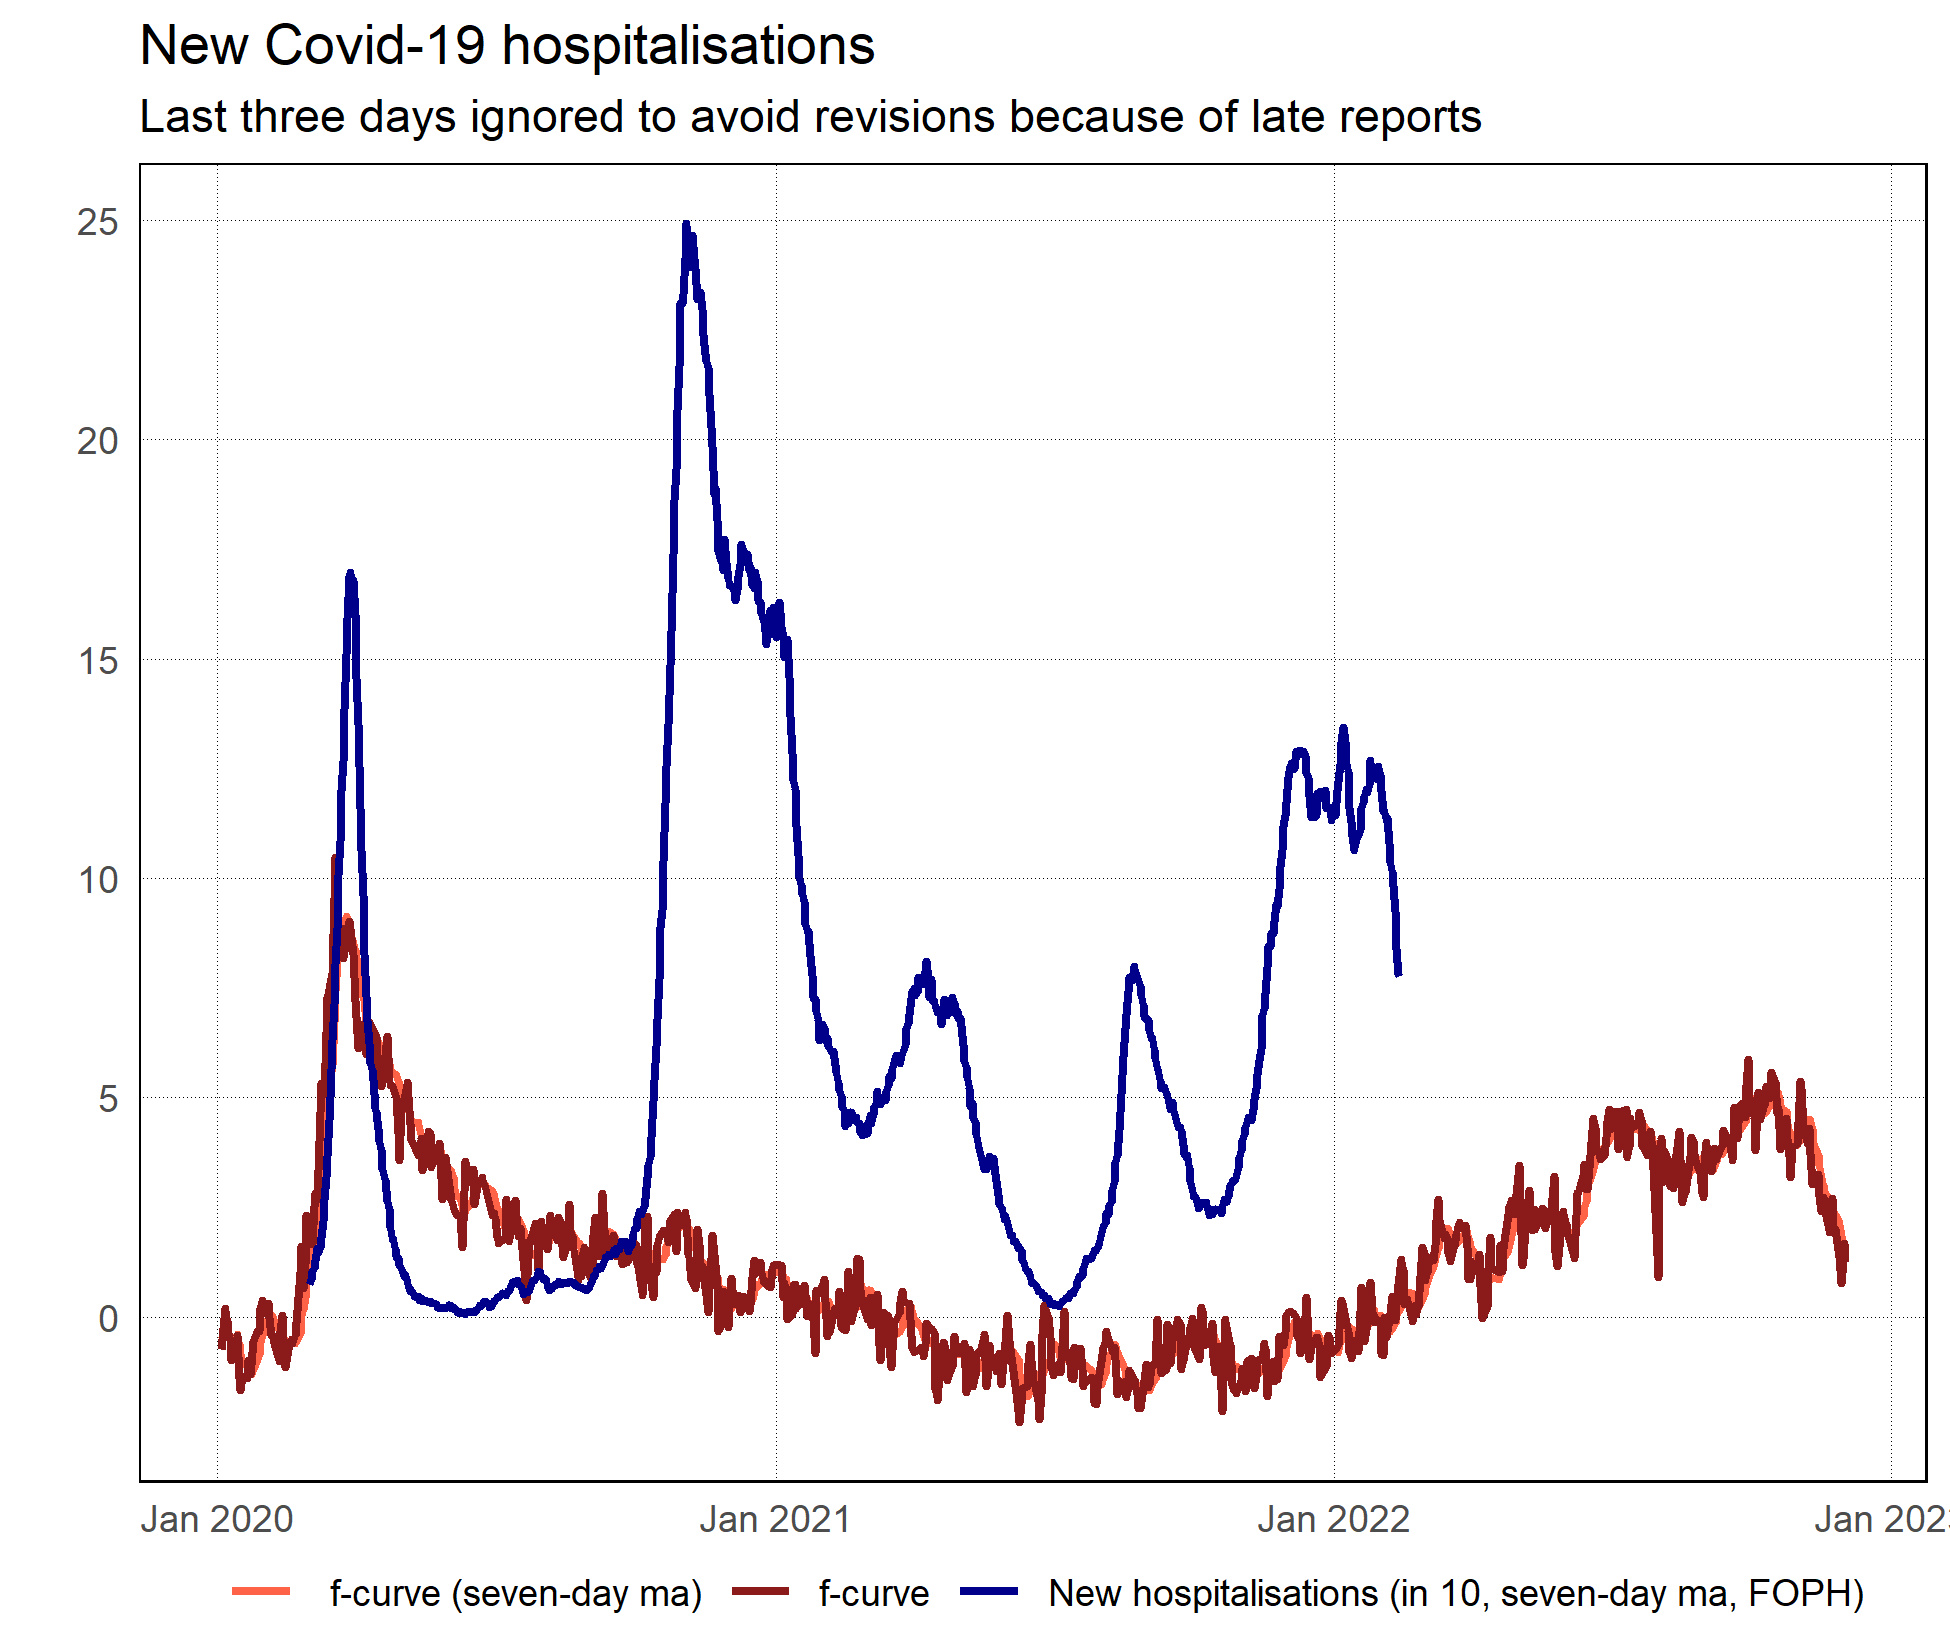 New Covid-19 hospitalisations
Last three days ignored to avoid revisions because of late reports
25
20
15
10
5
0
Jan 2020 Jan 2021 Jan 2022 Jan 202
f-curve (seven-day ma) f-curve New hospitalisations (in 10, seven-day ma, FOPH)